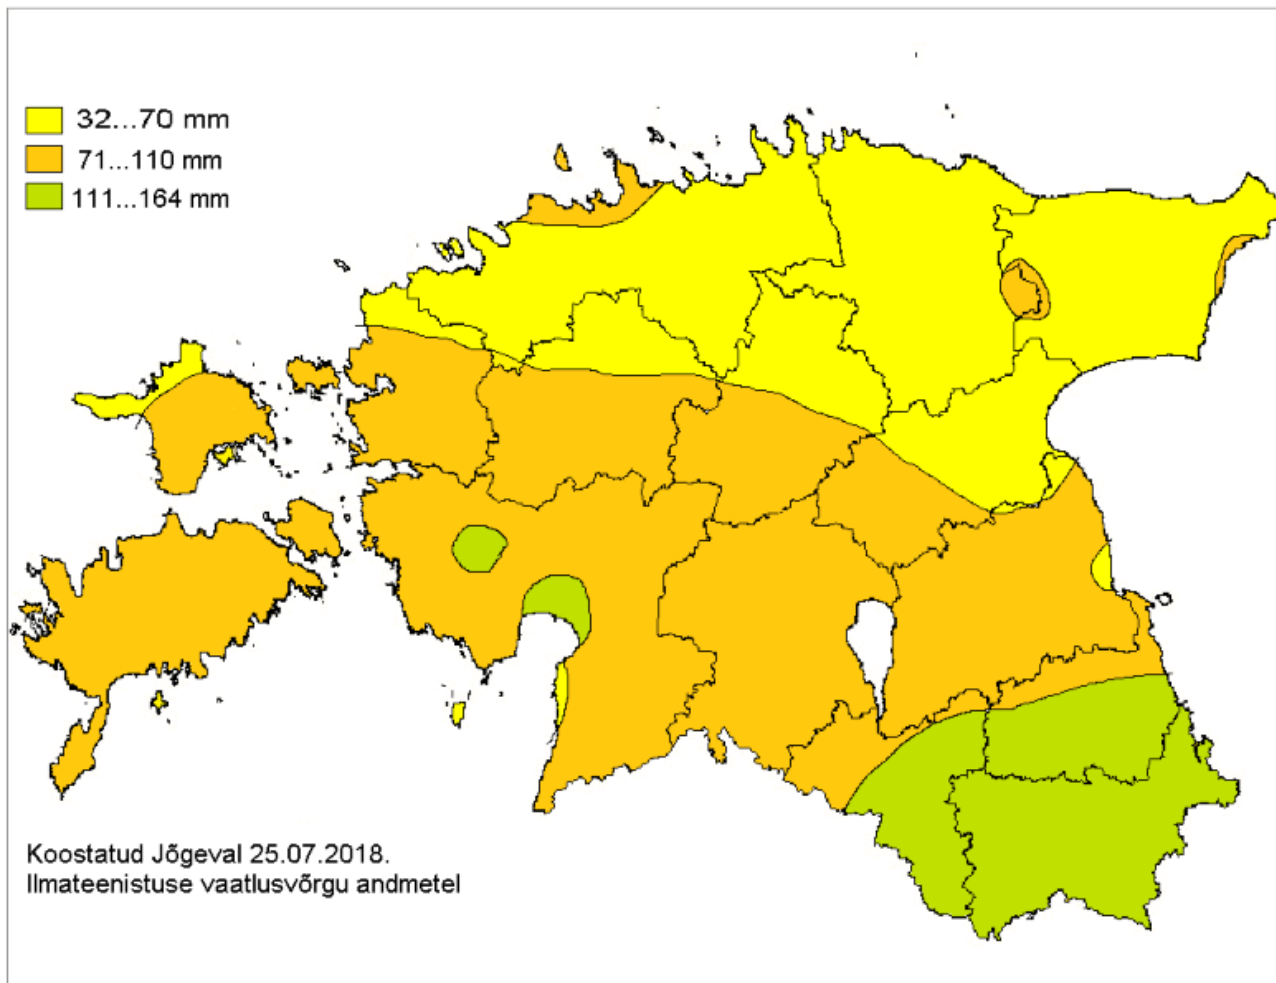 32...70 mm
71...110 mm
111...164 mm
Koostatud Jõgeval 25.07.2018.
Ilmateenistuse vaatlusvõrgu andmetel